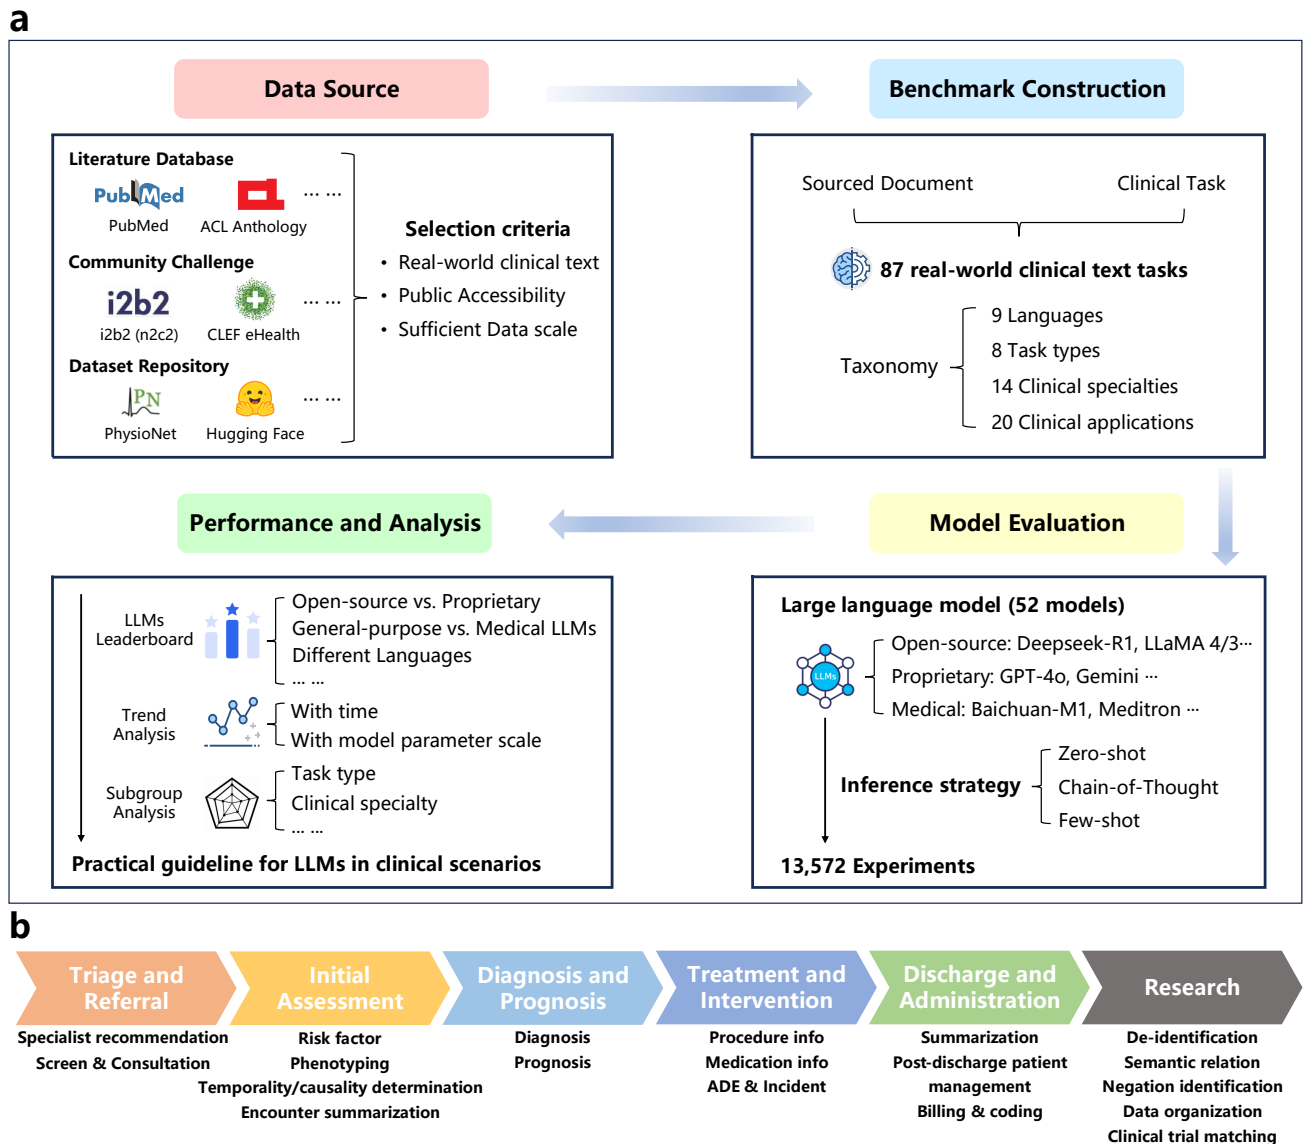 a
Data Source
Benchmark Construction
Literature Database
PubMed
PubMed
ACL Anthology
... ...
Community Challenge
i2b2
i2b2 (n2c2)
CLEF eHealth
... ...
Dataset Repository
PN
PhysioNet
Hugging Face
... ...
Selection criteria
• Real-world clinical text
• Public Accessibility
• Sufficient Data scale
Sourced Document
Clinical Task
87 real-world clinical text tasks
Taxonomy
9 Languages
8 Task types
14 Clinical specialties
20 Clinical applications
Performance and Analysis
Model Evaluation
LLMs
Leaderboard
Open-source vs. Proprietary
General-purpose vs. Medical LLMs
Different Languages
... ...
Trend
Analysis
With time
With model parameter scale
Subgroup
Analysis
Task type
Clinical specialty
... ...
Practical guideline for LLMs in clinical scenarios
Large language model (52 models)
LLMs
Open-source: Deepseek-R1, LLaMA 4/3···
Proprietary: GPT-4o, Gemini ···
Medical: Baichuan-M1, Meditron ···
Inference strategy
Zero-shot
Chain-of-Thought
Few-shot
13,572 Experiments
b
Triage and
Referral
Specialist recommendation
Screen & Consultation
Initial
Assessment
Risk factor
Phenotyping
Temporality/causality determination
Encounter summarization
Diagnosis and
Prognosis
Diagnosis
Prognosis
Treatment and
Intervention
Procedure info
Medication info
ADE & Incident
Discharge and
Administration
Summarization
Post-discharge patient
management
Billing & coding
Research
De-identification
Semantic relation
Negation identification
Data organization
Clinical trial matching